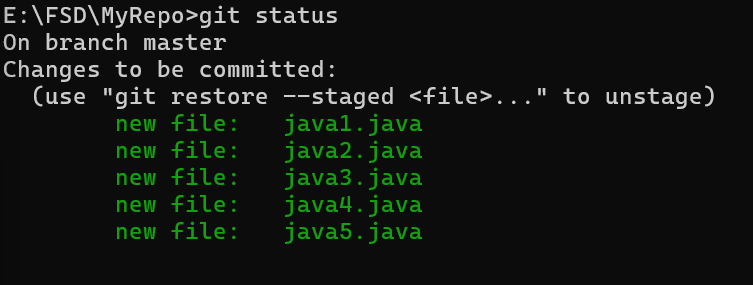 E:\FSD\MyRepo>git status
On branch master
Changes to be committed:
  (use "git restore --staged <file>..." to unstage)
        new file:   java1.java
        new file:   java2.java
        new file:   java3.java
        new file:   java4.java
        new file:   java5.java